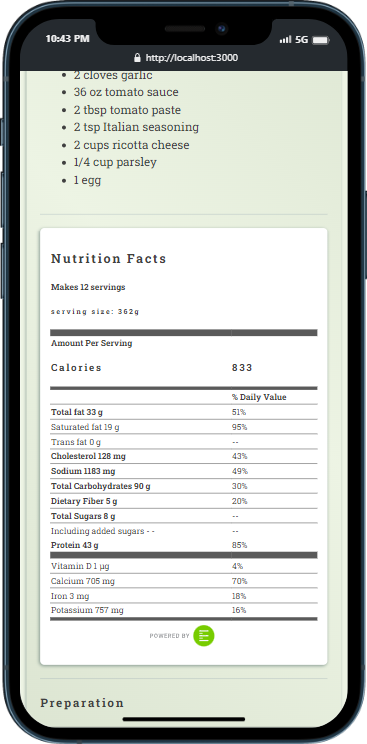 10:43 PM
5G
http://localhost:3000
2 cloves garlic
36 oz tomato sauce
2 tbsp tomato paste
2 tsp Italian seasoning
2 cups ricotta cheese
1/4 cup parsley
1 egg
Nutrition Facts
Makes 12 servings
serving size: 362g
Amount Per Serving
Calories 833
% Daily Value
Total fat 33 g 51%
Saturated fat 19 g 95%
Trans fat 0 g --
Cholesterol 128 mg 43%
Sodium 1183 mg 49%
Total Carbohydrates 90 g 30%
Dietary Fiber 5 g 20%
Total Sugars 8 g --
Including added sugars - - --
Protein 43 g 85%
Vitamin D 1 µg 4%
Calcium 705 mg 70%
Iron 3 mg 18%
Potassium 757 mg 16%
POWERED BY
Preparation